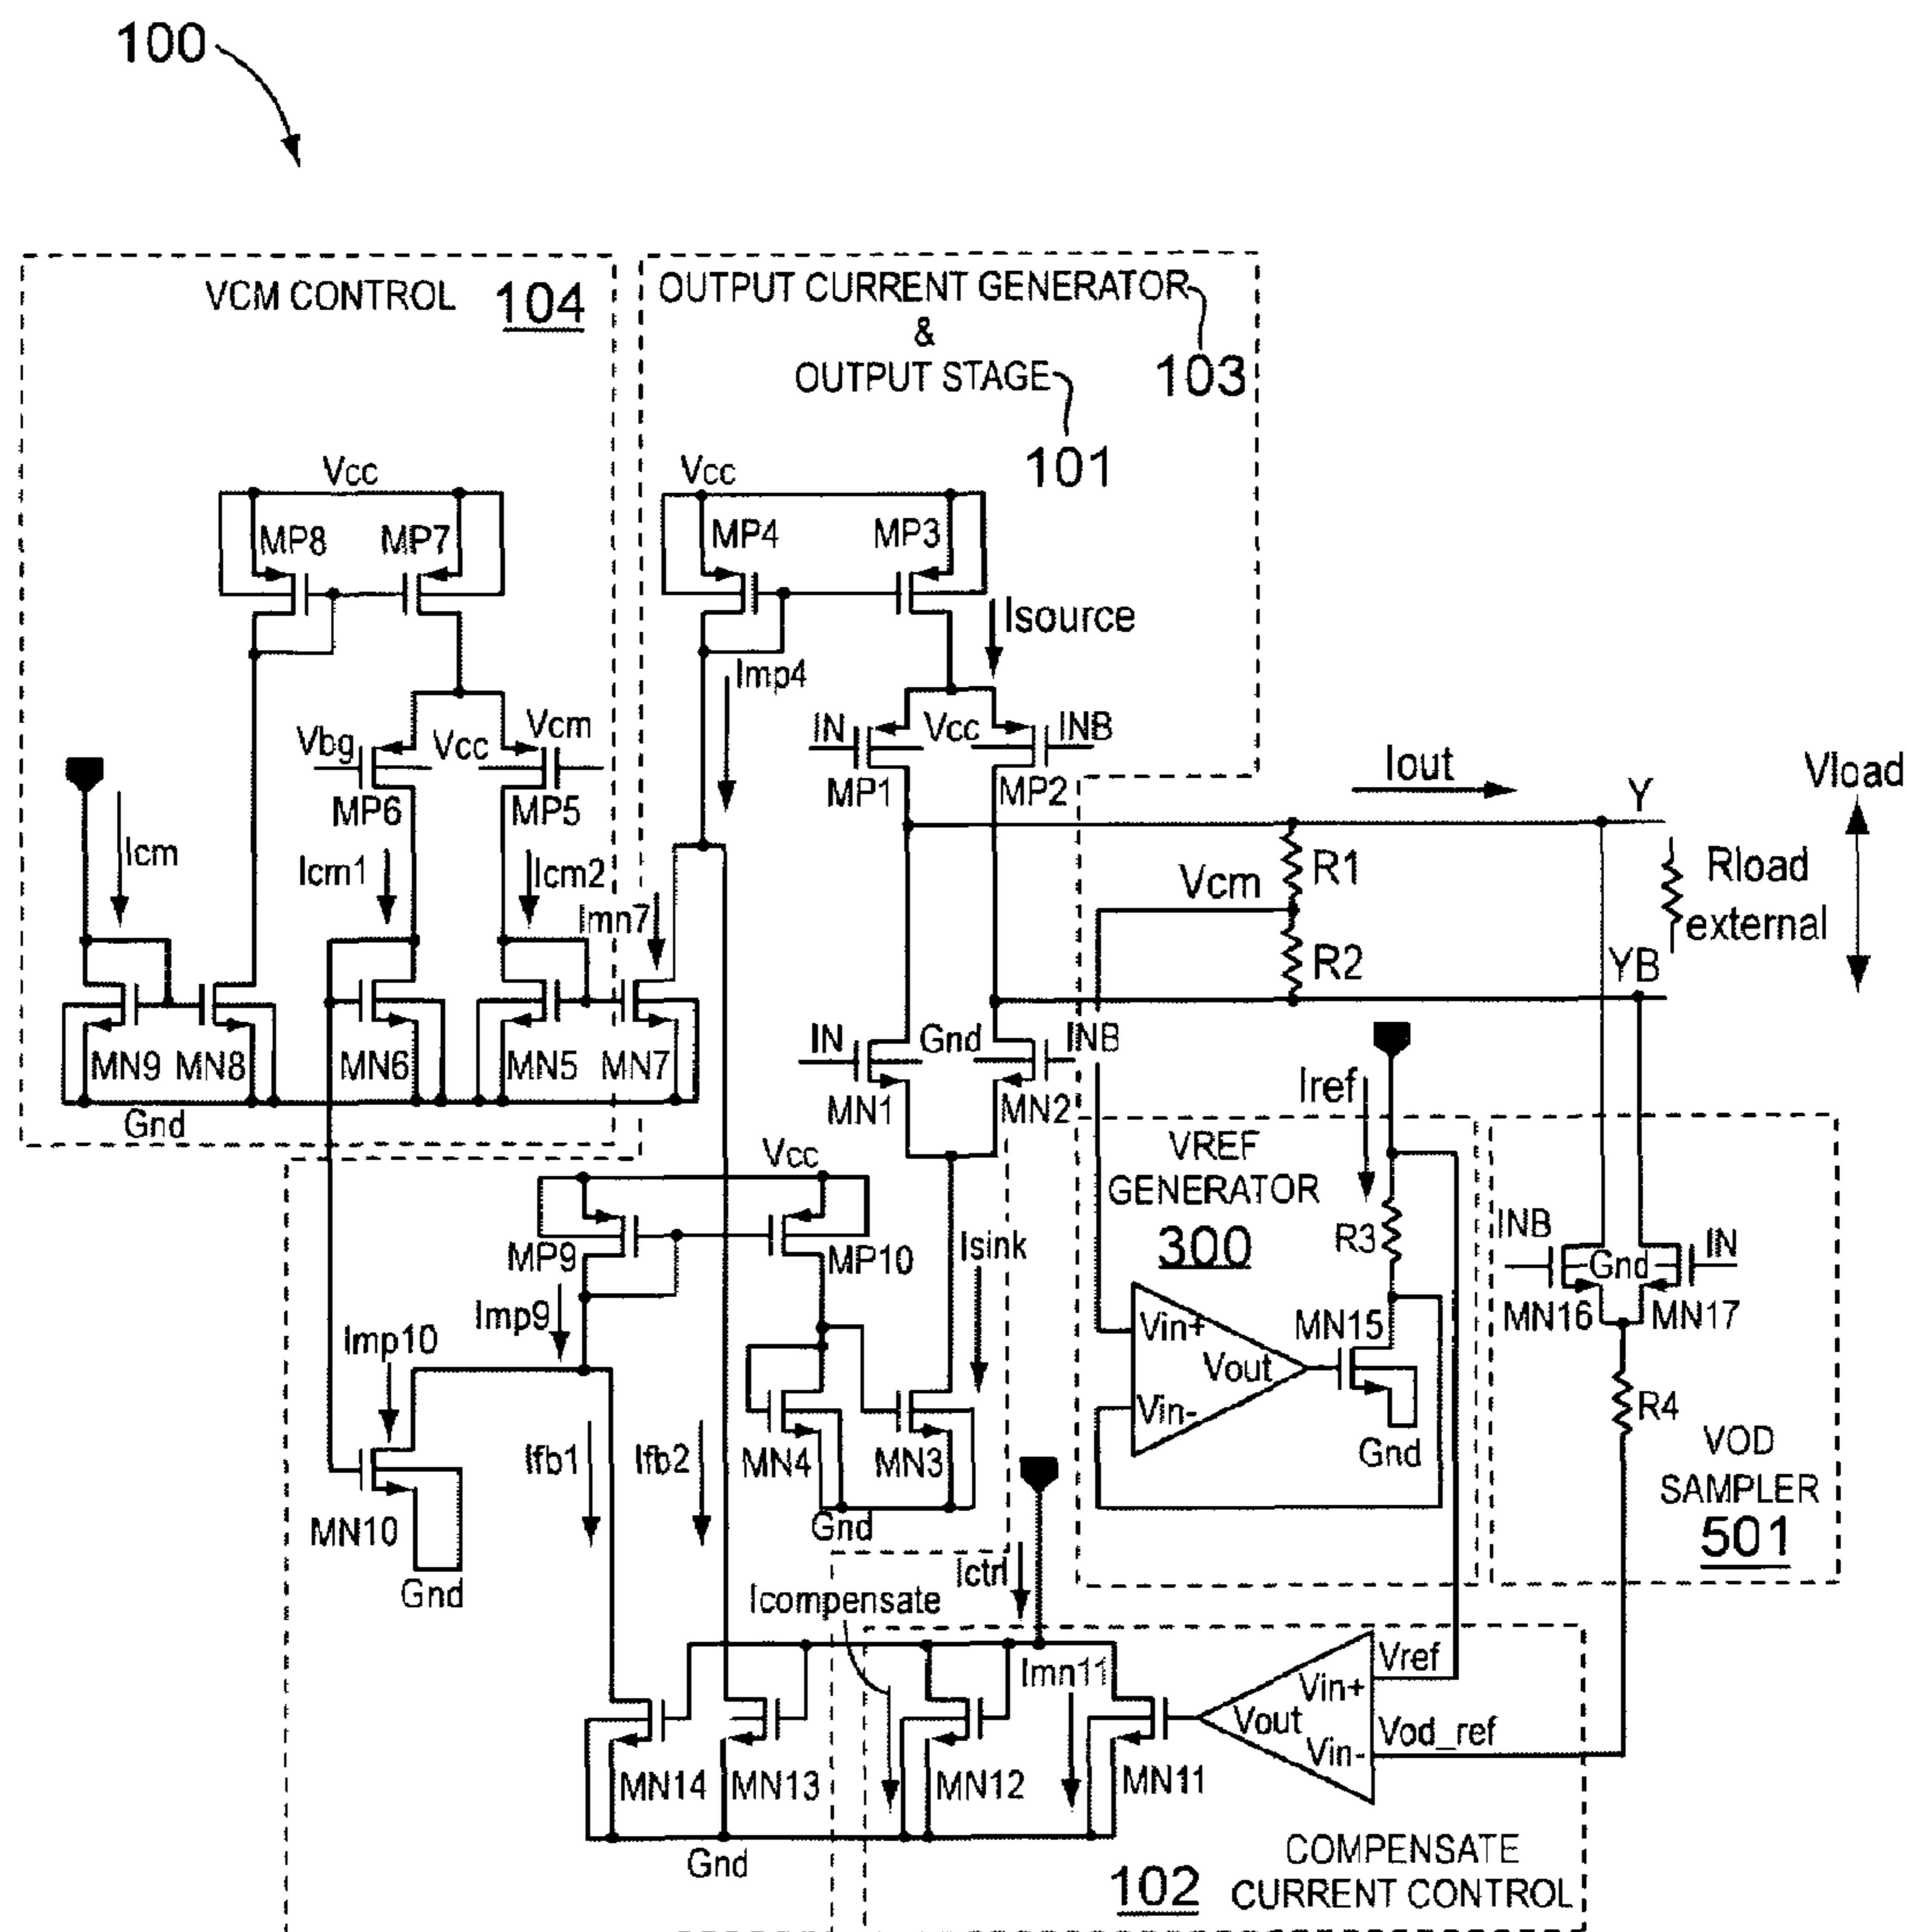 100
VCM CONTROL 104
OUTPUT CURRENT GENERATOR
&
OUTPUT STAGE 103
101
Vcc Vcc
MP8 MP7 MP4 MP3
Isource
Imp4
Vbg Vcc Vcm IN Vcc INB
MP6 MP5 MP1 MP2
Iout Y Vload
Icm Icm1 Icm2 Imn7
Vcm R1 Rload
external
R2 YB
IN Gnd INB
MN9 MN8 MN6 MN5 MN7 MN1 MN2
Gnd
Iref
Vcc
VREF
GENERATOR
300
R3
MP9 MP10 Isink
INB Gnd IN
MN16 MN17
Imp10 Imp9
Vin+ Vout MN15
Vin- Gnd
R4
VOD
SAMPLER
501
Ifb1 Ifb2 MN4 MN3
MN10 Gnd
Gnd
Icompensate Ictrl
Imn11
Vref
Vin+
Vout Vod_ref
Vin-
MN14 MN13 MN12 MN11
Gnd
COMPENSATE
102 CURRENT CONTROL